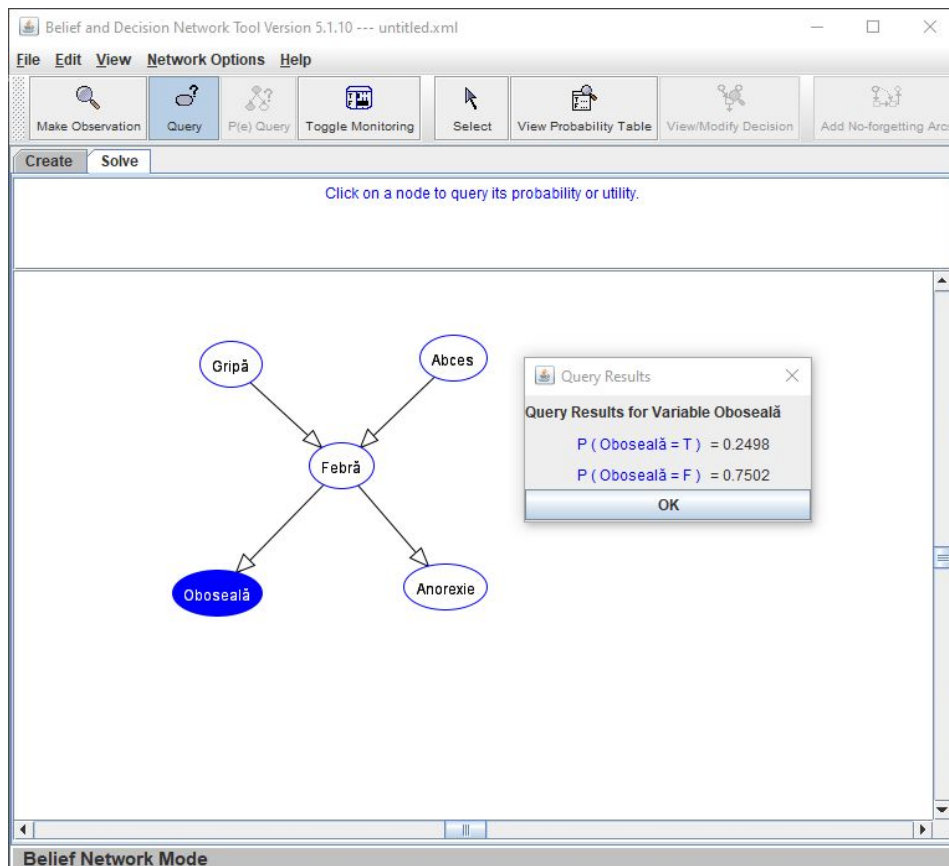 Belief and Decision Network Tool Version 5.1.10 --- untitled.xml
File Edit View Network Options Help
Make Observation Query P(e) Query Toggle Monitoring Select View Probability Table View/Modify Decision Add No-forgetting Arcs
Create Solve
Click on a node to query its probability or utility.
Gripă
Abces
Febră
Oboseală
Anorexie
Query Results
Query Results for Variable Oboseală
P ( Oboseală = T ) = 0.2498
P ( Oboseală = F ) = 0.7502
OK
Belief Network Mode